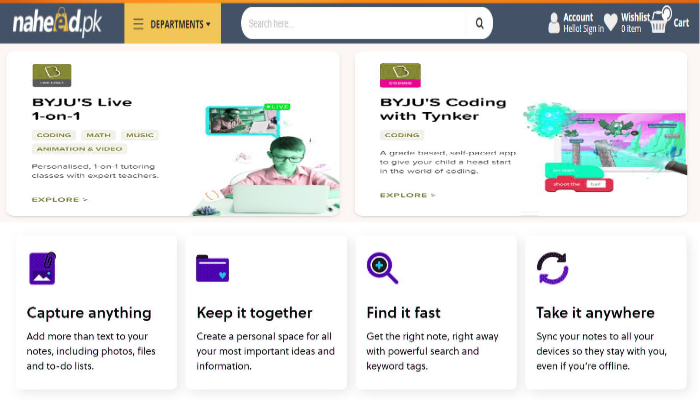 naheed.pk
DEPARTMENTS
Search here...
Account
Hello! Sign in
Wishlist
0 item
0
Cart
BYJU'S Live
1-on-1
CODING MATH MUSIC
ANIMATION & VIDEO
Personalised, 1-on-1 tutoring
classes with expert teachers.
EXPLORE >
LIVE
BYJU'S Coding
with Tynker
CODING
A grade based, self-paced app
to give your child a head start
in the world of coding.
EXPLORE >
on start
shoot the ball
Capture anything
Add more than text to your
notes, including photos, files
and to-do lists.
Keep it together
Create a personal space for all
your most important ideas and
information.
Find it fast
Get the right note, right away
with powerful search and
keyword tags.
Take it anywhere
Sync your notes to all your
devices so they stay with you,
even if you're offline.